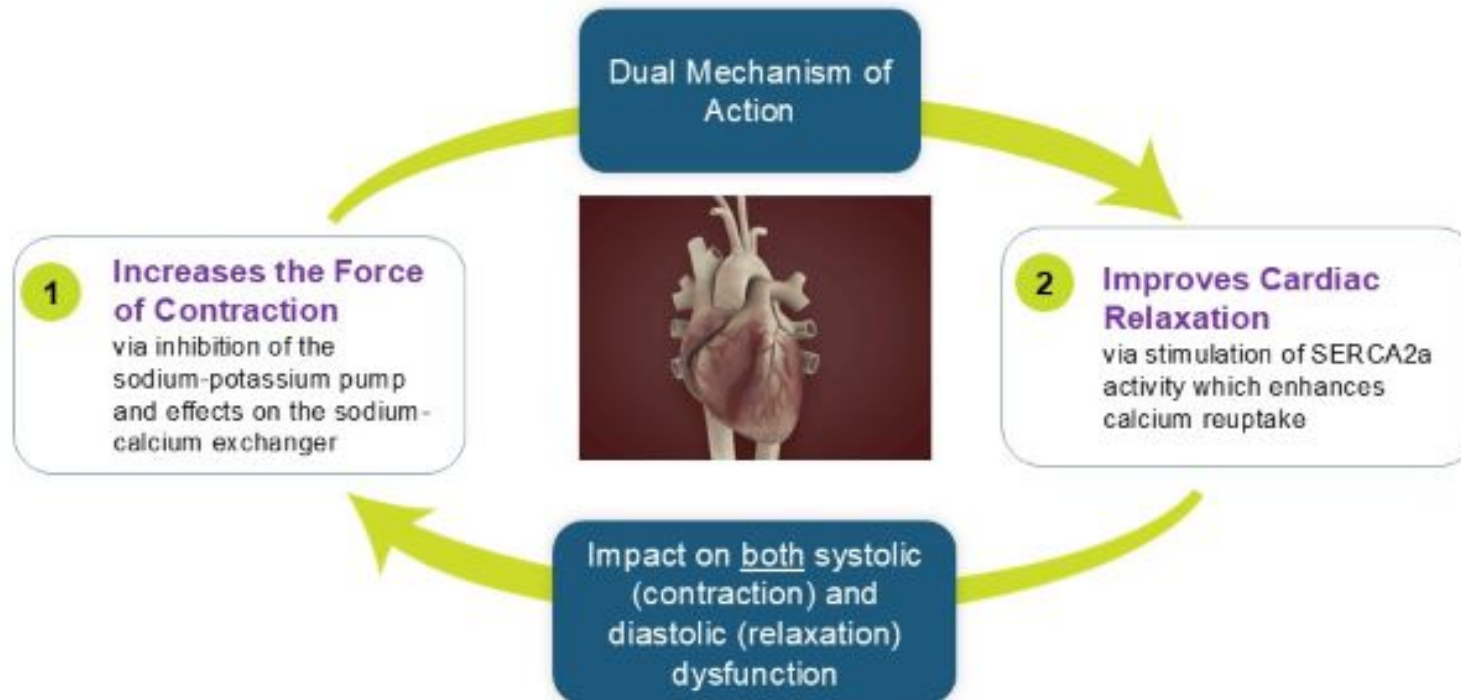 Dual Mechanism of
Action
1
Increases the Force
of Contraction
via inhibition of the
sodium-potassium pump
and effects on the sodium-
calcium exchanger
2
Improves Cardiac
Relaxation
via stimulation of SERCA2a
activity which enhances
calcium reuptake
Impact on both systolic
(contraction) and
diastolic (relaxation)
dysfunction